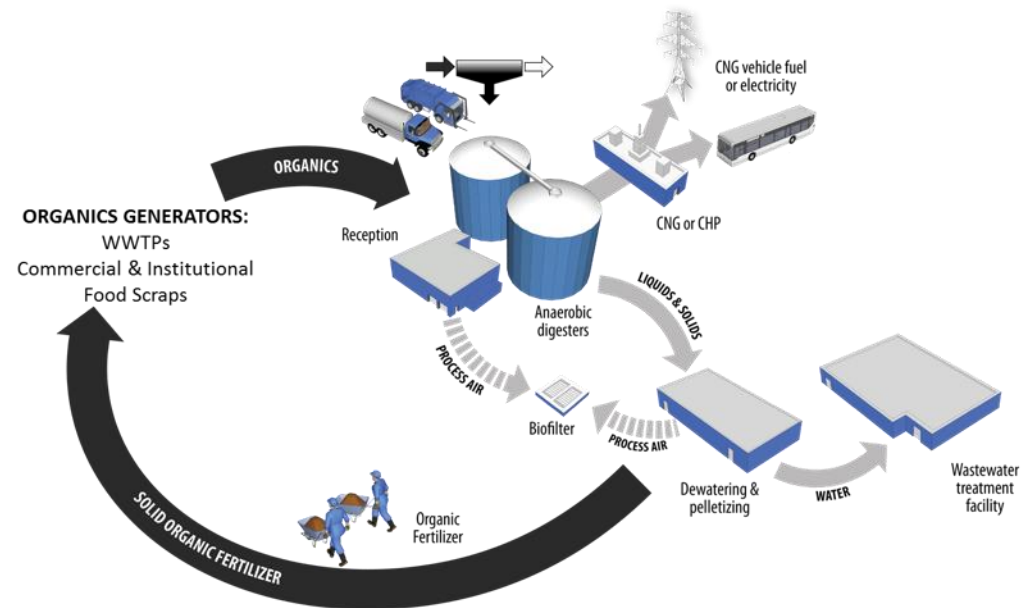 CNG vehicle fuel
or electricity
ORGANICS
ORGANICS GENERATORS:
WWTPs
Commercial & Institutional
Food Scraps
Reception
CNG or CHP
Anaerobic
digesters
LIQUIDS & SOLIDS
PROCESS AIR
Biofilter
PROCESS AIR
Dewatering &
pelletizing
WATER
Wastewater
treatment
facility
Organic
Fertilizer
SOLID ORGANIC FERTILIZER